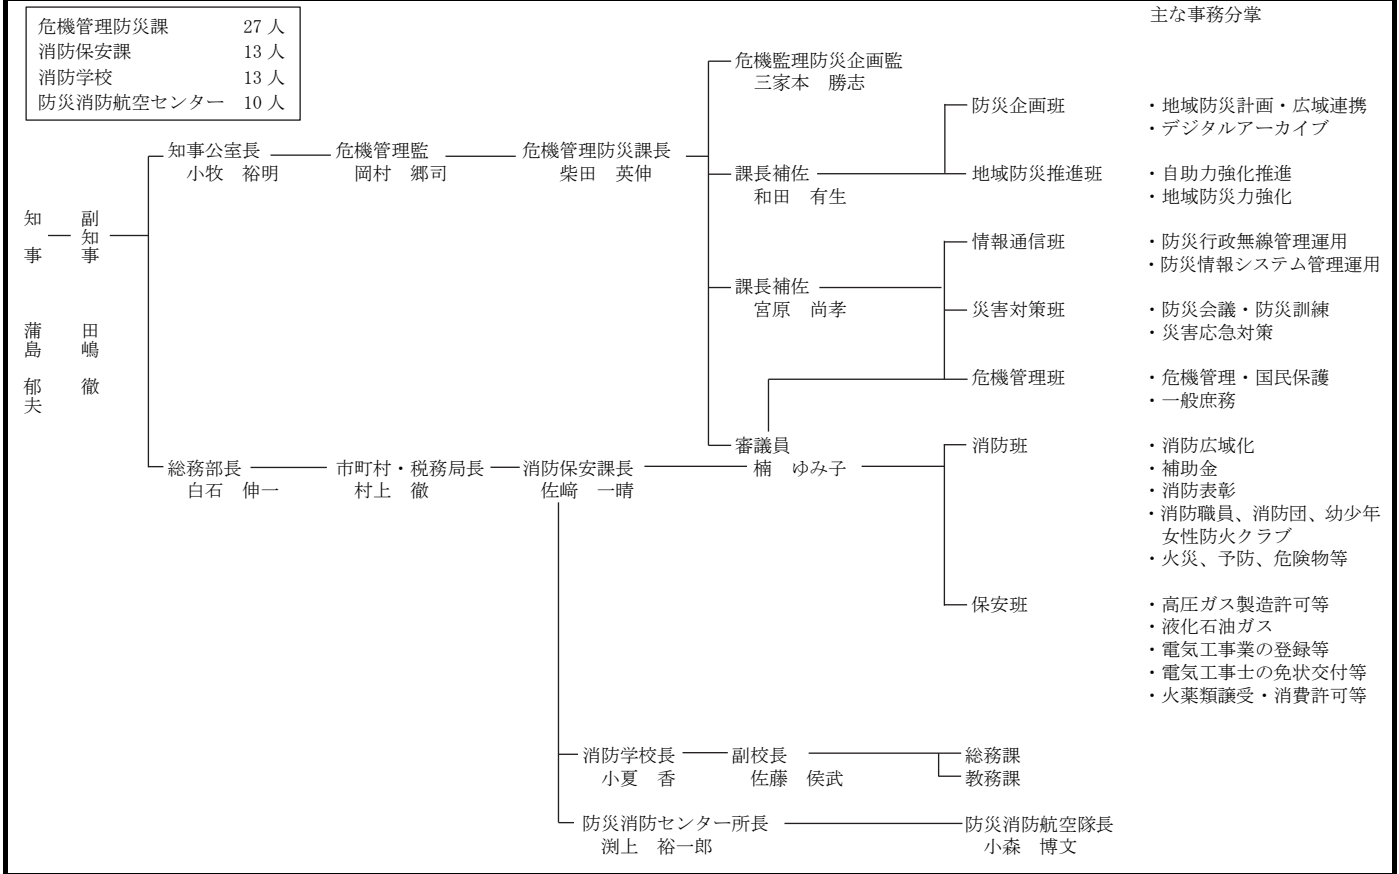 危機管理防災課 27 人
消防保安課 13 人
消防学校 13 人
防災消防航空センター 10 人
主な事務分掌
知事
蒲島 郁夫
副知事
田嶋 徹
知事公室長
小牧 裕明
危機管理監
岡村 郷司
危機管理防災課長
柴田 英伸
危機監理防災企画監
三家本 勝志
課長補佐
和田 有生
防災企画班
・地域防災計画・広域連携
・デジタルアーカイブ
地域防災推進班
・自助力強化推進
・地域防災力強化
課長補佐
宮原 尚孝
情報通信班
・防災行政無線管理運用
・防災情報システム管理運用
災害対策班
・防災会議・防災訓練
・災害応急対策
危機管理班
・危機管理・国民保護
・一般庶務
総務部長
白石 伸一
市町村・税務局長
村上 徹
消防保安課長
佐﨑 一晴
審議員
楠 ゆみ子
消防班
・消防広域化
・補助金
・消防表彰
・消防職員、消防団、幼少年
女性防火クラブ
・火災、予防、危険物等
保安班
・高圧ガス製造許可等
・液化石油ガス
・電気工事業の登録等
・電気工事士の免状交付等
・火薬類譲受・消費許可等
消防学校長
小夏 香
副校長
佐藤 侯武
総務課
教務課
防災消防センター所長
渕上 裕一郎
防災消防航空隊長
小森 博文